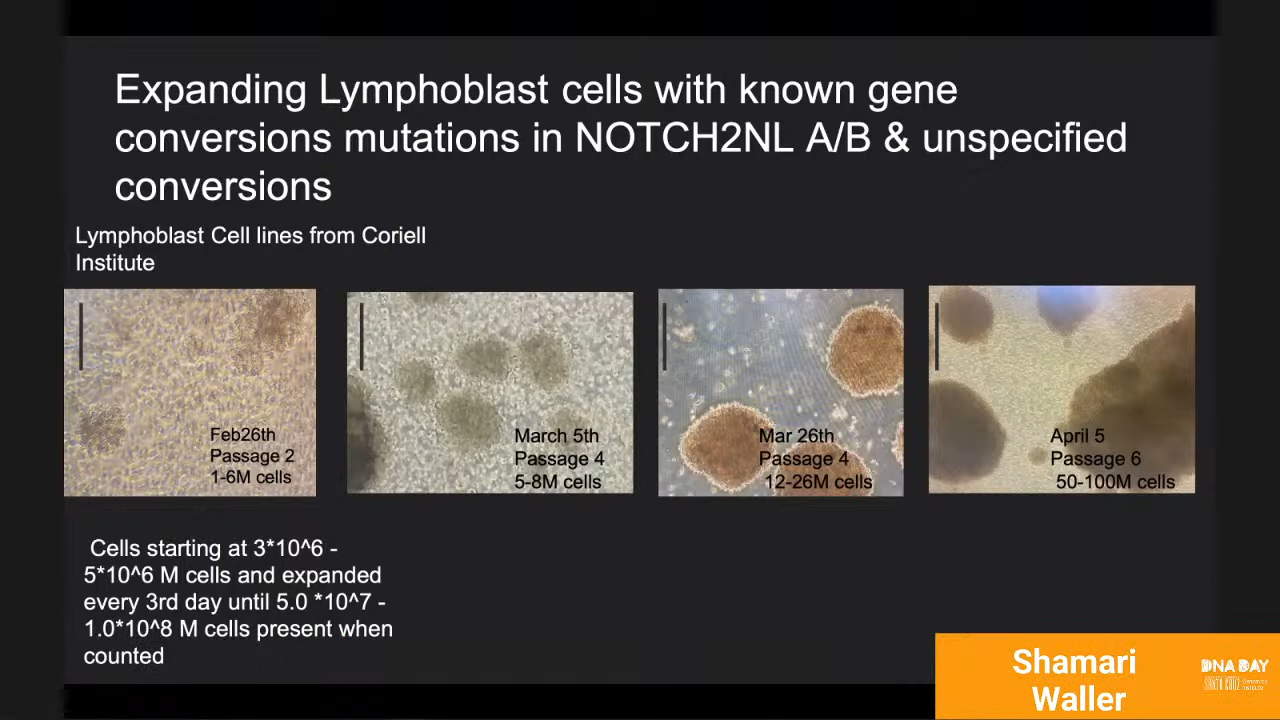 Expanding Lymphoblast cells with known gene
conversions mutations in NOTCH2NL A/B & unspecified
conversions
Lymphoblast Cell lines from Coriell
Institute
Feb26th
Passage 2
1-6M cells
March 5th
Passage 4
5-8M cells
Mar 26th
Passage 4
12-26M cells
April 5
Passage 6
50-100M cells
Cells starting at 3*10^6 -
5*10^6 M cells and expanded
every 3rd day until 5.0 *10^7 -
1.0*10^8 M cells present when
counted
Shamari
Waller
DNA DAY
SANTA CRUZ
Genomics
Institute